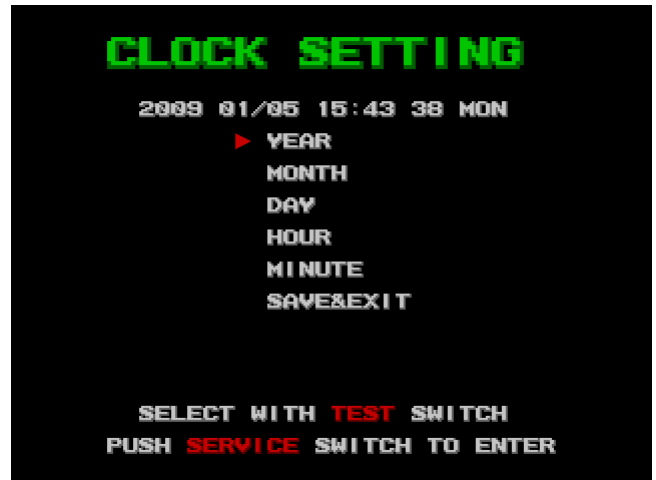 CLOCK SETTING
2009 01/05 15:43 38 MON
▶ YEAR
MONTH
DAY
HOUR
MINUTE
SAVE&EXIT
SELECT WITH TEST SWITCH
PUSH SERVICE SWITCH TO ENTER